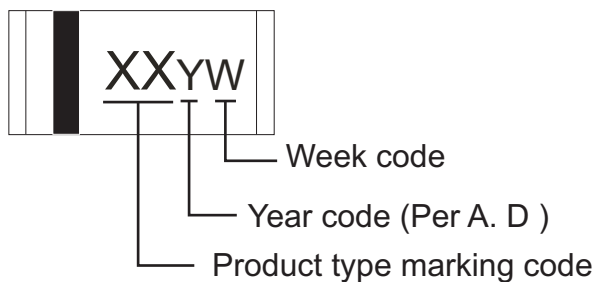 XXYW
Week code
Year code (Per A. D )
Product type marking code